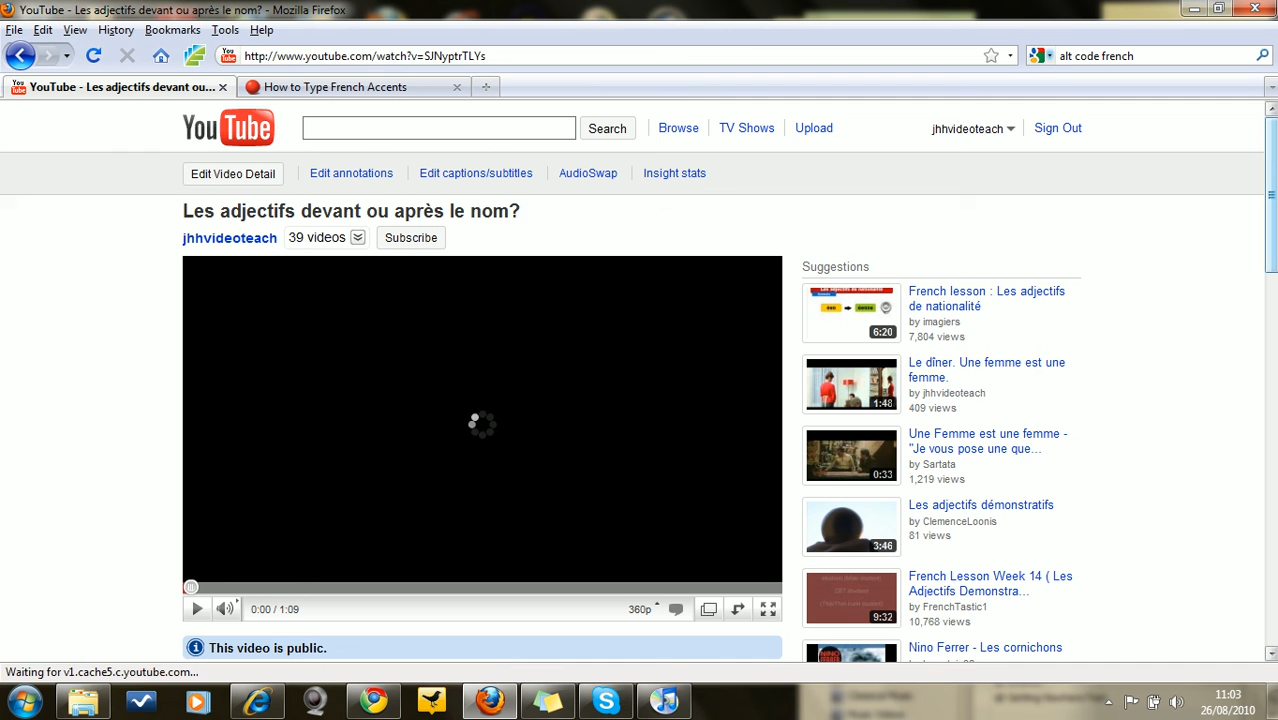 YouTube - Les adjectifs devant ou après le nom? - Mozilla Firefox
File Edit View History Bookmarks Tools Help
http://www.youtube.com/watch?v=SJNyptrTLYs
alt code french
YouTube - Les adjectifs devant ou...
How to Type French Accents
YouTube
Search
Browse TV Shows Upload
jhhvideoteach Sign Out
Edit Video Detail Edit annotations Edit captions/subtitles AudioSwap Insight stats
Les adjectifs devant ou après le nom?
jhhvideoteach 39 videos Subscribe
Suggestions
French lesson : Les adjectifs
de nationalité
by imagiers
7,804 views
6:20
Le dîner. Une femme est une
femme.
by jhhvideoteach
409 views
1:48
Une Femme est une femme -
"Je vous pose une que...
by Sartata
1,219 views
0:33
Les adjectifs démonstratifs
by ClemenceLoonis
81 views
3:46
French Lesson Week 14 ( Les
Adjectifs Demonstra...
by FrenchTastic1
10,768 views
9:32
Nino Ferrer - Les cornichons
NINO
0:00 / 1:09
360p
This video is public.
Waiting for v1.cache5.c.youtube.com...
11:03
26/08/2010